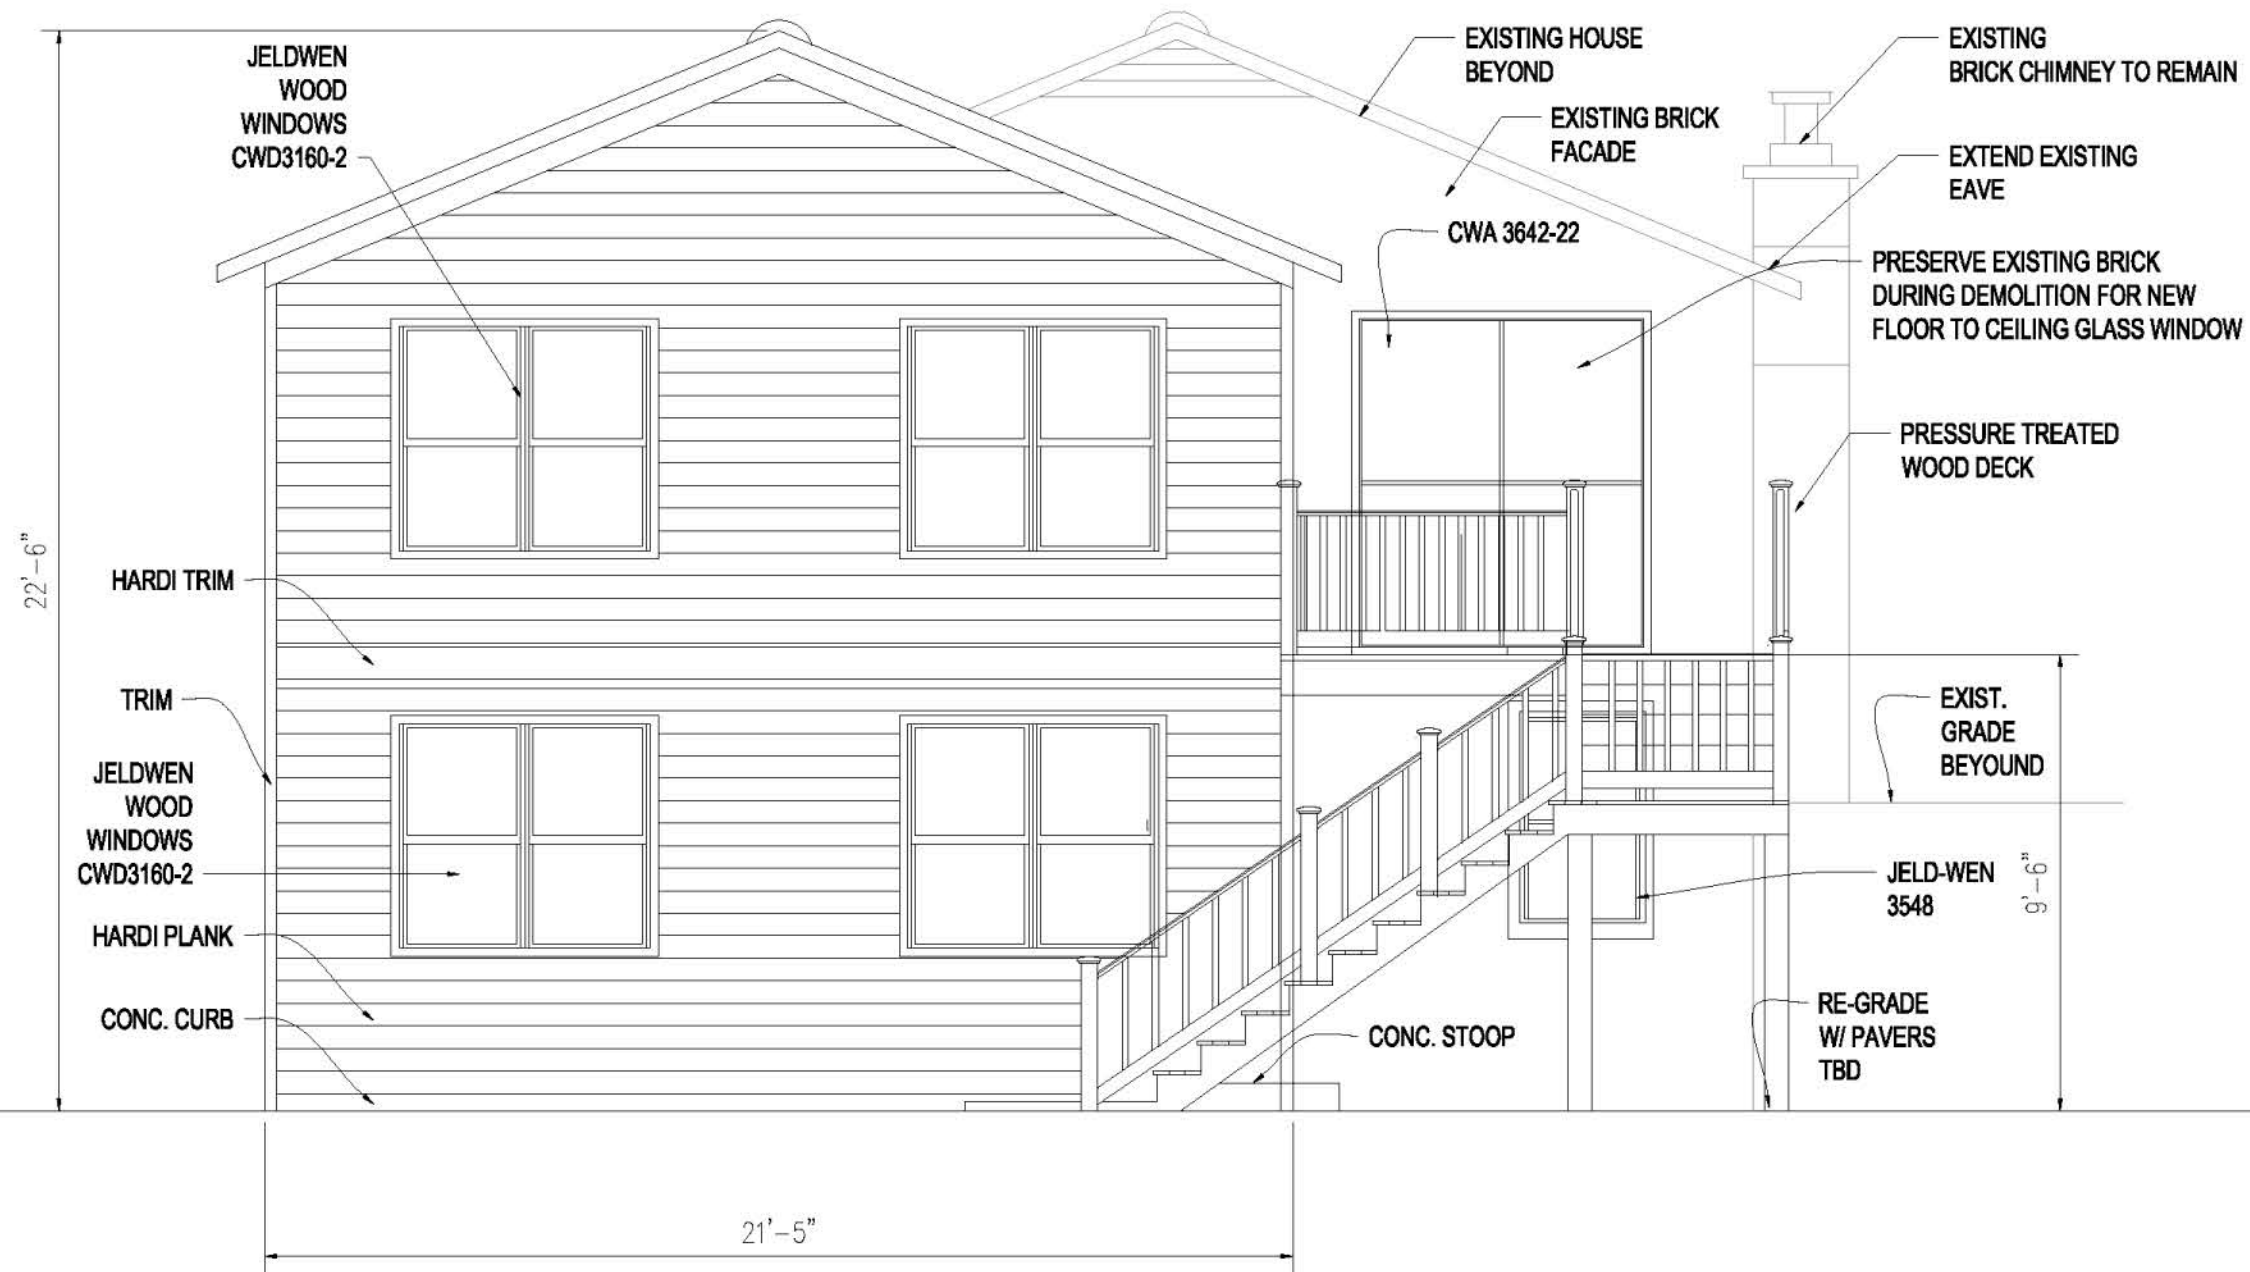 JELDWEN
WOOD
WINDOWS
CWD3160-2
EXISTING HOUSE
BEYOND
EXISTING BRICK
FACADE
CWA 3642-22
EXISTING
BRICK CHIMNEY TO REMAIN
EXTEND EXISTING
EAVE
PRESERVE EXISTING BRICK
DURING DEMOLITION FOR NEW
FLOOR TO CEILING GLASS WINDOW
PRESSURE TREATED
WOOD DECK
22'-6"
HARDI TRIM
TRIM
JELDWEN
WOOD
WINDOWS
CWD3160-2
HARDI PLANK
CONC. CURB
EXIST.
GRADE
BEYOUND
JELD-WEN
3548
9'-6"
CONC. STOOP
RE-GRADE
W/ PAVERS
TBD
21'-5"